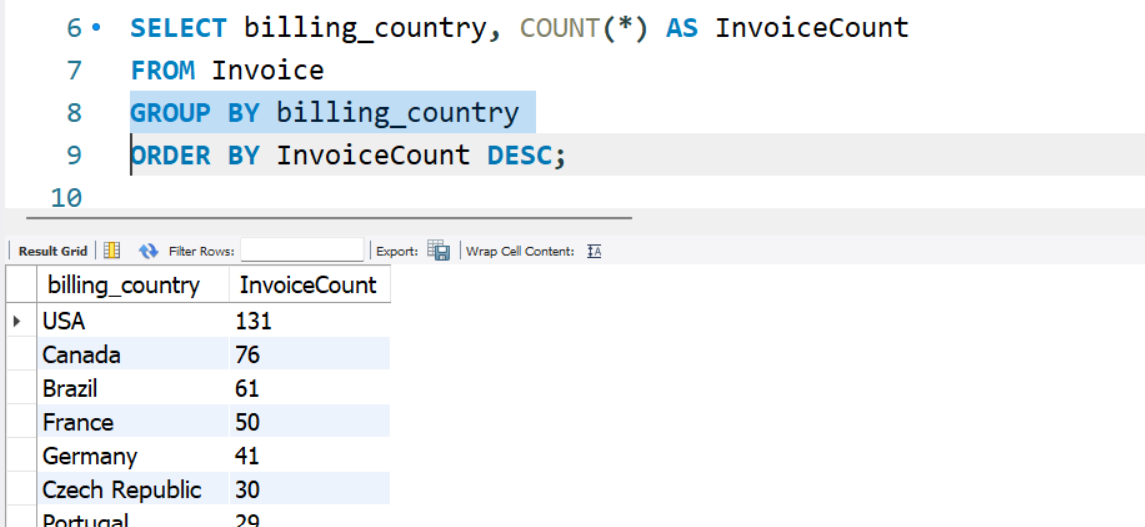 6 SELECT billing_country, COUNT(*) AS InvoiceCount
7 FROM Invoice
8 GROUP BY billing_country
9 ORDER BY InvoiceCount DESC;
10
Result Grid Filter Rows: Export: Wrap Cell Content: IA
billing_country InvoiceCount
USA 131
Canada 76
Brazil 61
France 50
Germany 41
Czech Republic 30
Portugal 29